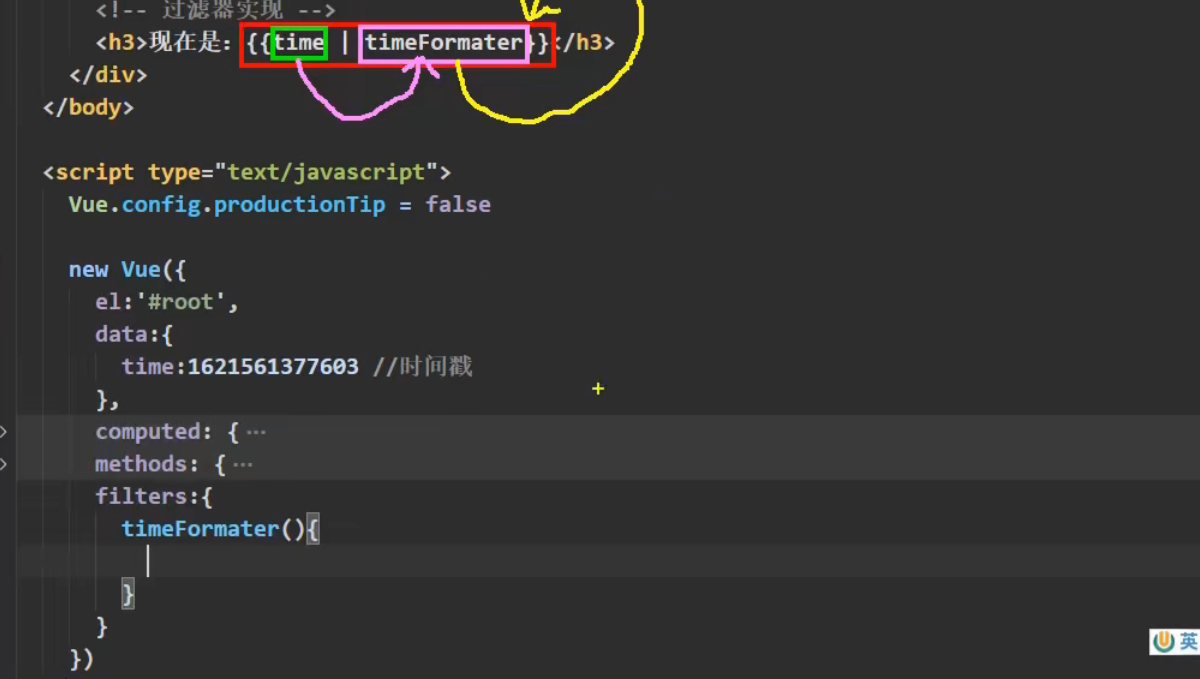 <!-- 过滤器实现 -->
<h3>现在是：{{time | timeFormater}}</h3>
</div>
</body>
<script type="text/javascript">
Vue.config.productionTip = false
new Vue({
el:'#root',
data:{
time:1621561377603 //时间戳
},
computed: {···
methods: {···
filters:{
timeFormater(){
}
}
})
英